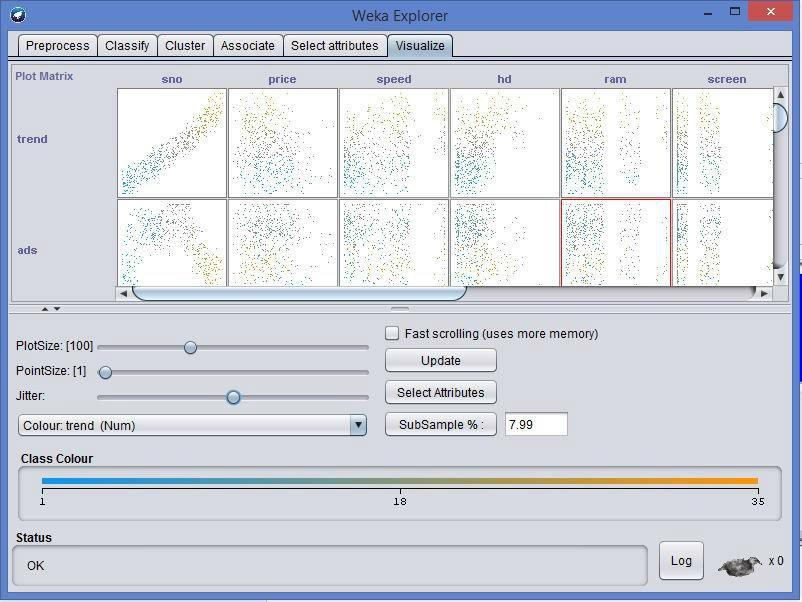 Weka Explorer
Preprocess Classify Cluster Associate Select attributes Visualize
Plot Matrix sno price speed hd ram screen
trend
ads
PlotSize: [100]
Fast scrolling (uses more memory)
Update
PointSize: [1]
Jitter:
Select Attributes
Colour: trend (Num)
SubSample % :
7.99
Class Colour
1 18 35
Status
OK
Log
x 0